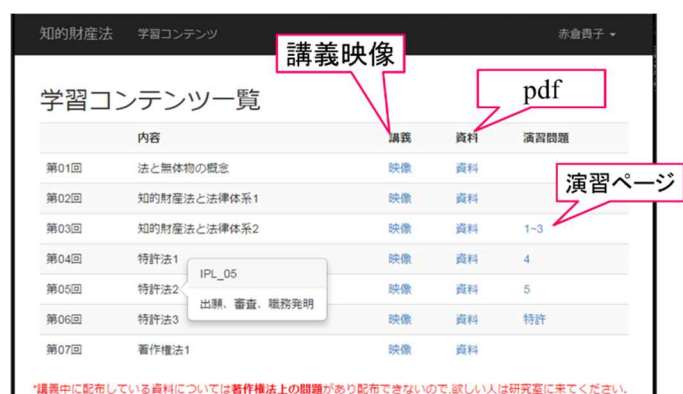 知的財産法 学習コンテンツ 赤倉貴子
講義映像
pdf
学習コンテンツ一覧
内容 講義 資料 演習問題
第01回 法と無体物の概念 映像 資料
演習ページ
第02回 知的財産法と法律体系1 映像 資料
第03回 知的財産法と法律体系2 映像 資料 1~3
第04回 特許法1 映像 資料 4
IPL_05
第05回 特許法2 映像 資料 5
出願、審査、職務発明
第06回 特許法3 映像 資料 特許
第07回 著作権法1 映像 資料
*講義中に配布している資料については著作権法上の問題があり配布できないので,欲しい人は研究室に来てください.